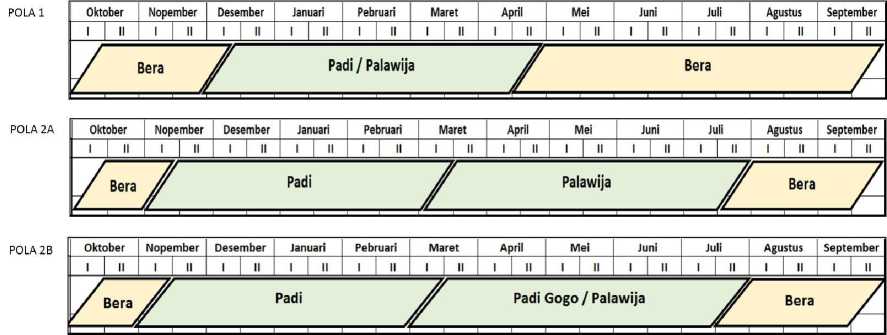 POLA 1
Oktober Nopember Desember Januari Pebruari Maret April Mei Juni Juli Agustus September
I II I II I II I II I II I II I II I II I II I II I II I II
Bera Padi / Palawija Bera
POLA 2A
Oktober Nopember Desember Januari Pebruari Maret April Mei Juni Juli Agustus September
I II I II I II I II I II I II I II I II I II I II I II I II
Bera Padi Palawija Bera
POLA 2B
Oktober Nopember Desember Januari Pebruari Maret April Mei Juni Juli Agustus September
I II I II I II I II I II I II I II I II I II I II I II I II
Bera Padi Padi Gogo / Palawija Bera